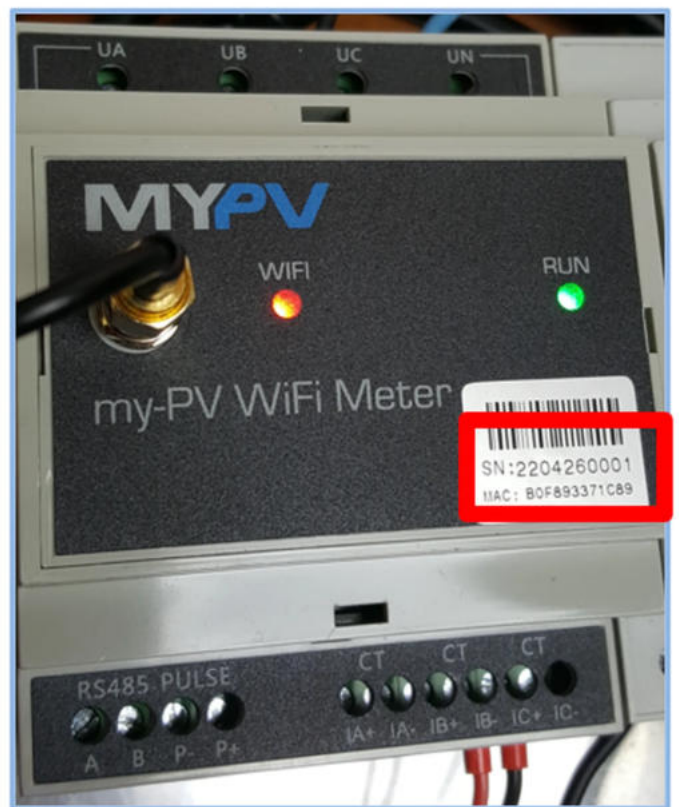 UA UB UC UN
MYPV
WIFI RUN
my-PV WiFi Meter
SN:2204260001
MAC: B0F893371C89
RS485 PULSE CT CT CT
A B P- P+ IA+ IA- IB+ IB- IC+ IC-